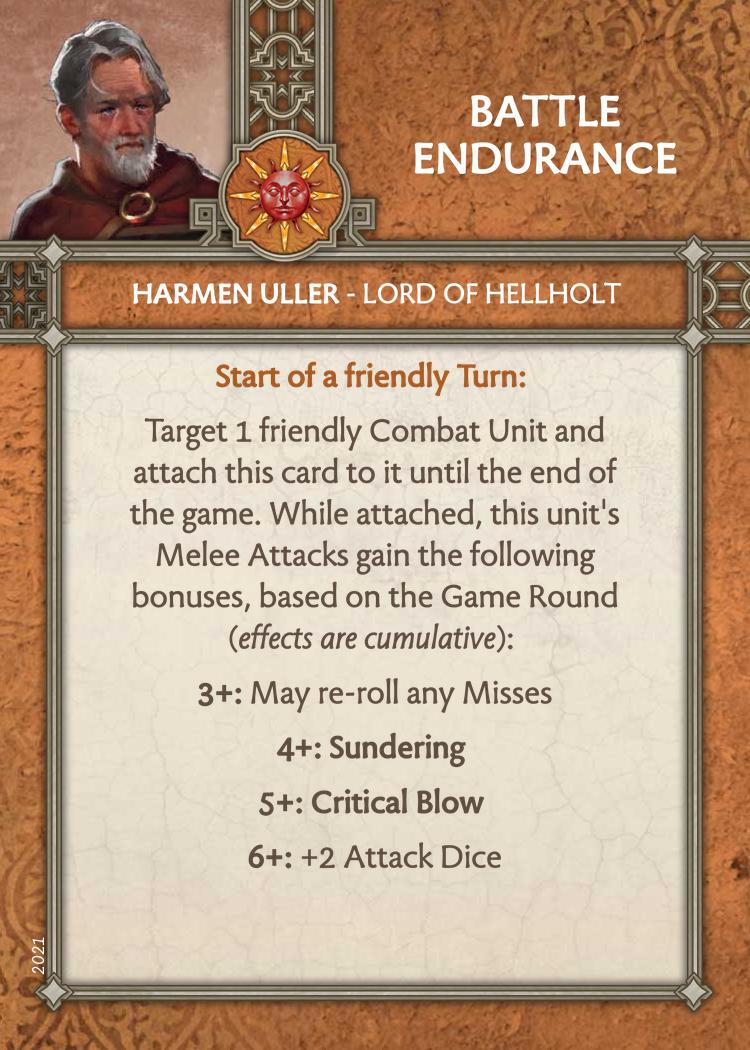 BATTLE
ENDURANCE
HARMEN ULLER - LORD OF HELLHOLT
Start of a friendly Turn:
Target 1 friendly Combat Unit and
attach this card to it until the end of
the game. While attached, this unit's
Melee Attacks gain the following
bonuses, based on the Game Round
(effects are cumulative):
3+: May re-roll any Misses
4+: Sundering
5+: Critical Blow
6+: +2 Attack Dice
2021